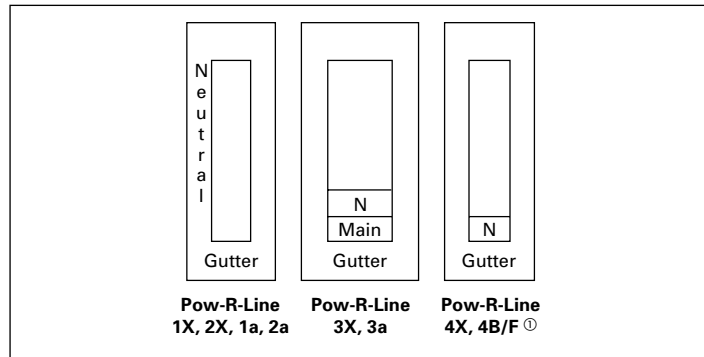 Neutral
N
Main
N
Gutter
Gutter
Gutter
Pow-R-Line
1X, 2X, 1a, 2a
Pow-R-Line
3X, 3a
Pow-R-Line
4X, 4B/F ①